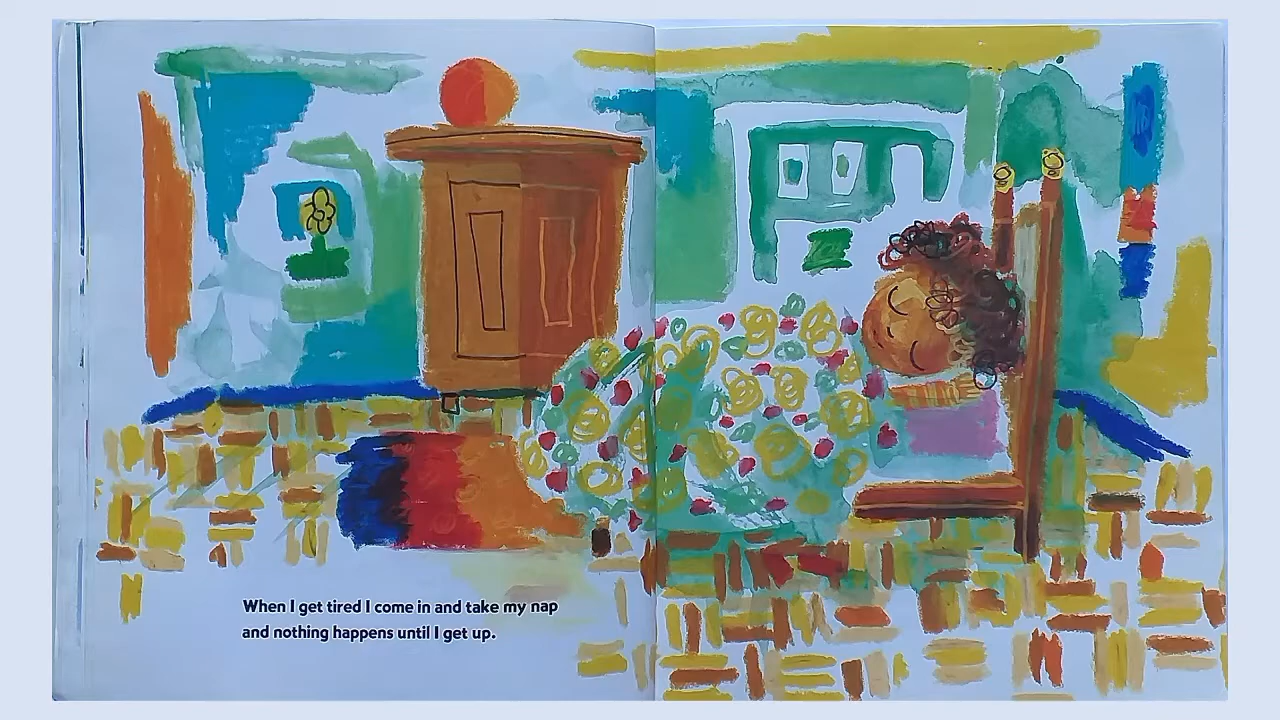 When I get tired I come in and take my nap
and nothing happens until I get up.